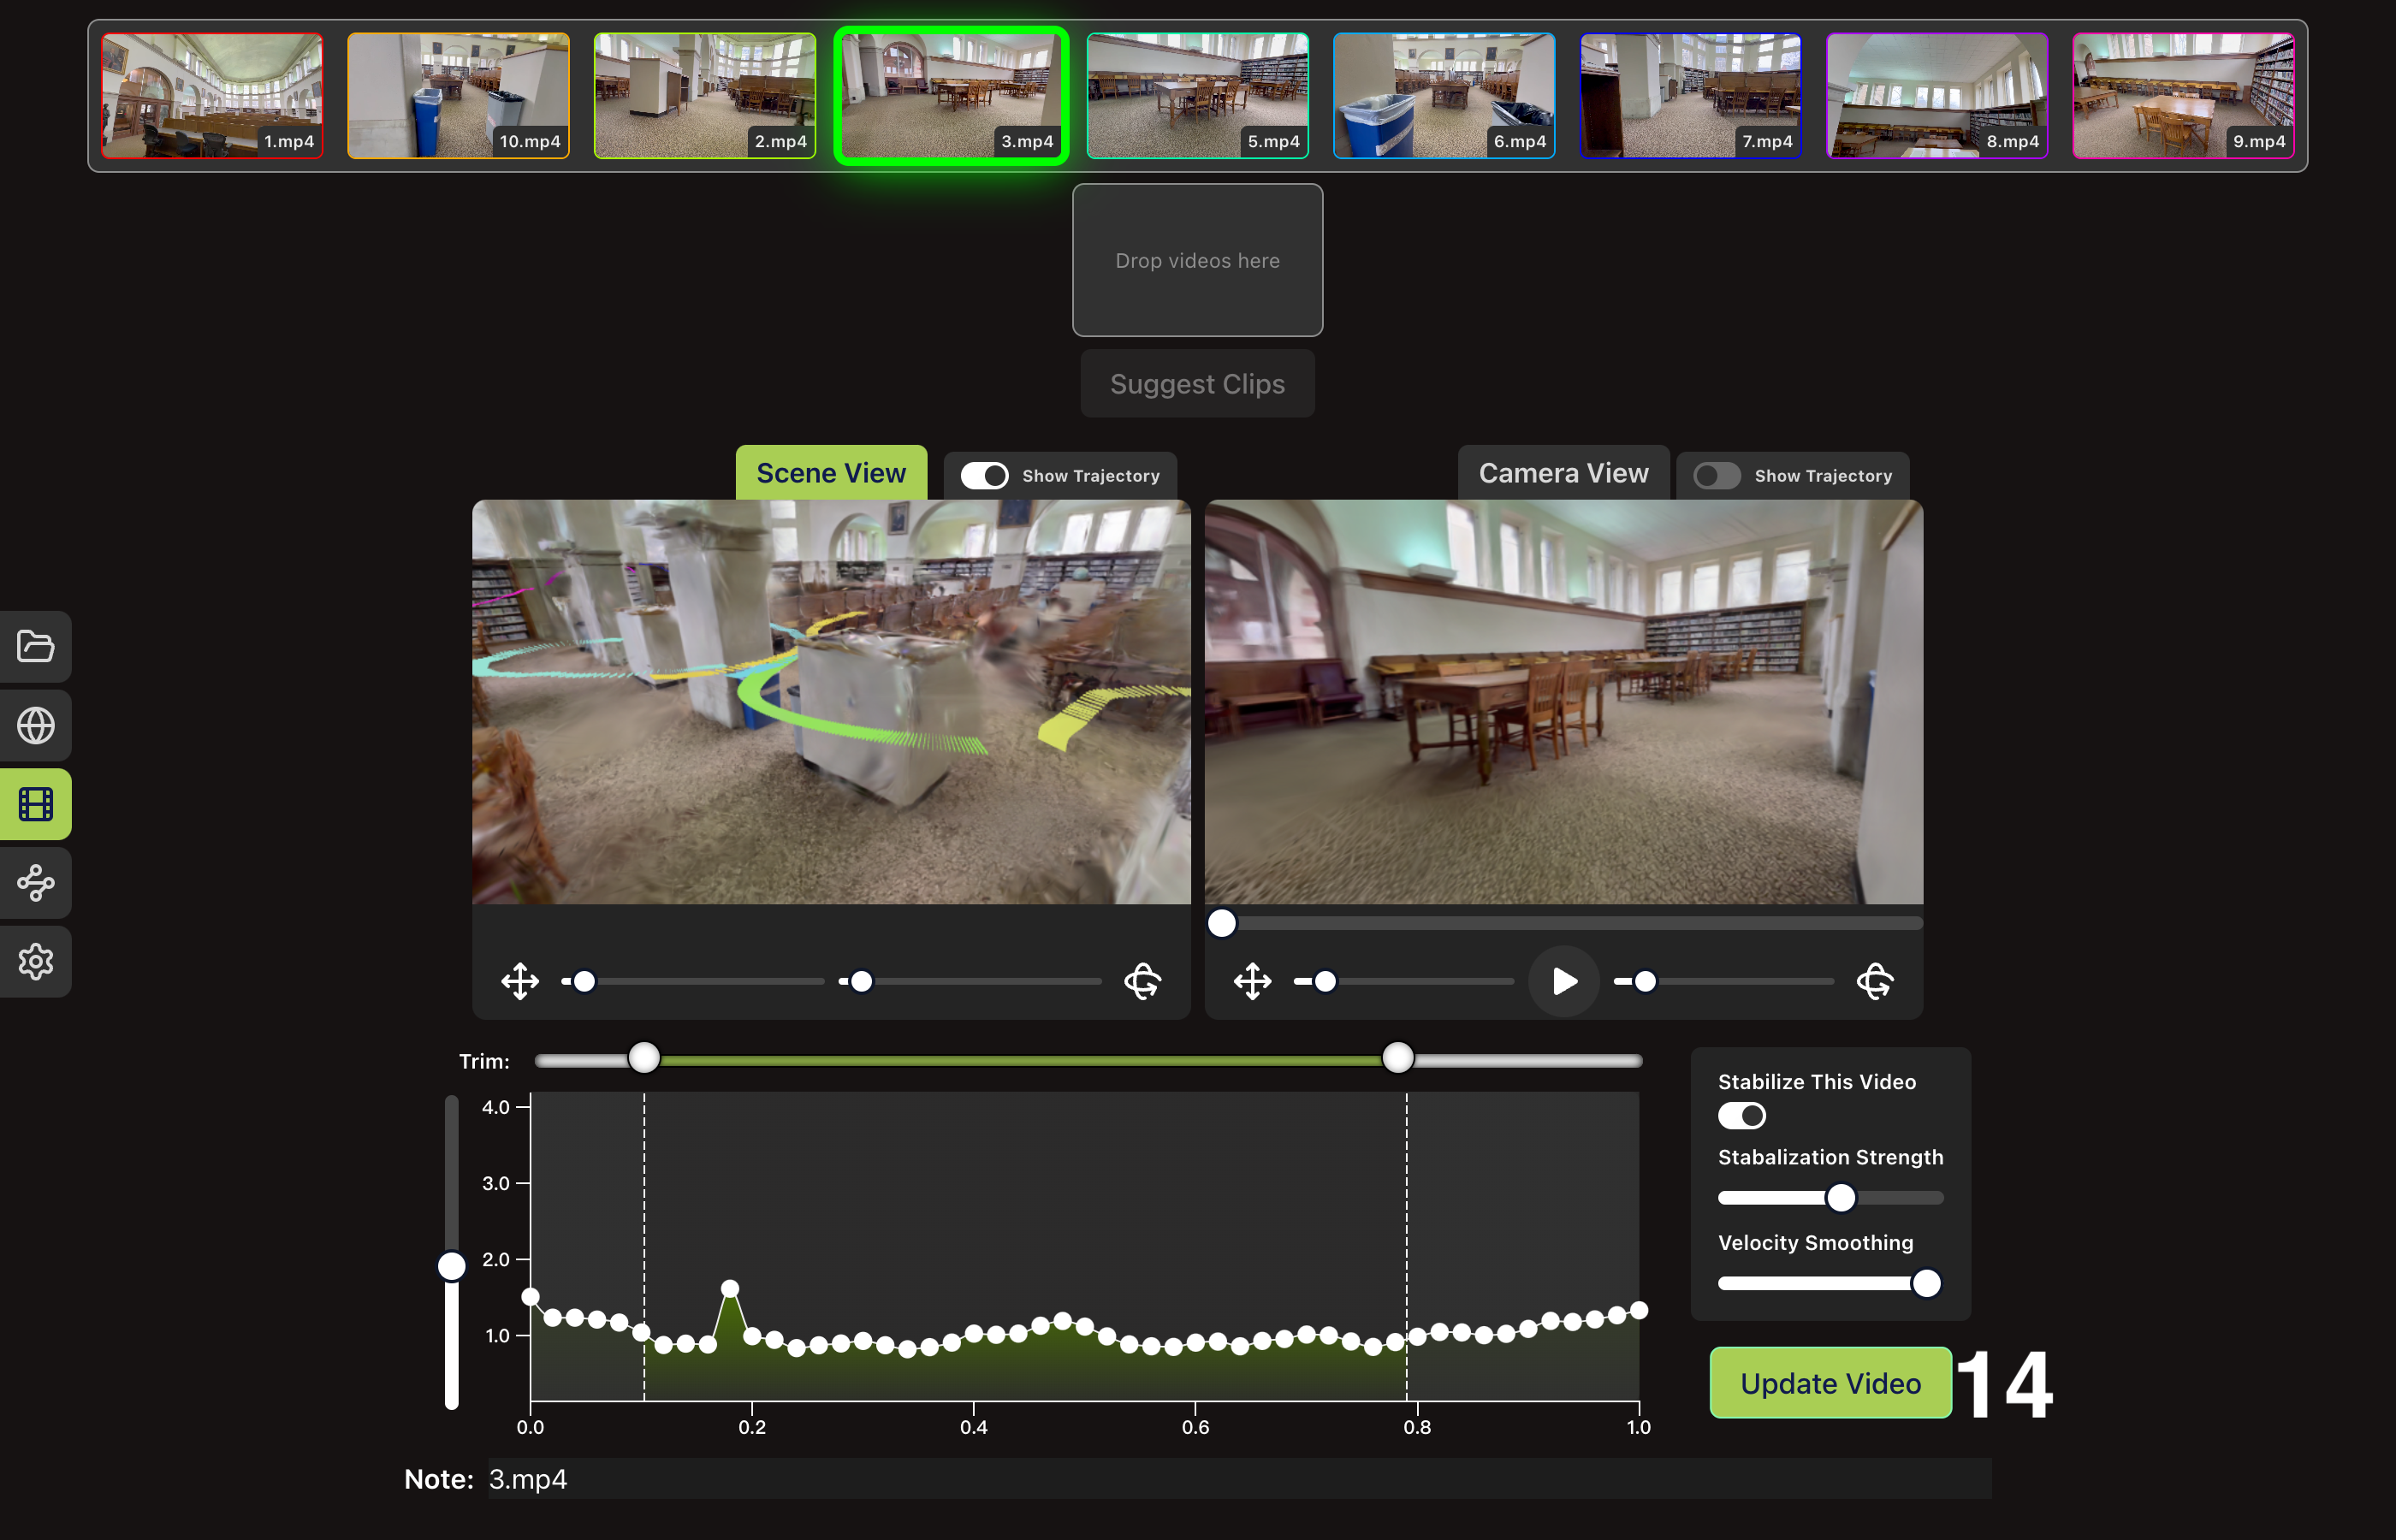 1.mp4
10.mp4
2.mp4
3.mp4
5.mp4
6.mp4
7.mp4
8.mp4
9.mp4
Drop videos here
Suggest Clips
Scene View
Show Trajectory
Camera View
Show Trajectory
Trim:
4.0
3.0
2.0
1.0
0.0
0.2
0.4
0.6
0.8
1.0
Stabilize This Video
Stabalization Strength
Velocity Smoothing
Update Video
14
Note: 3.mp4